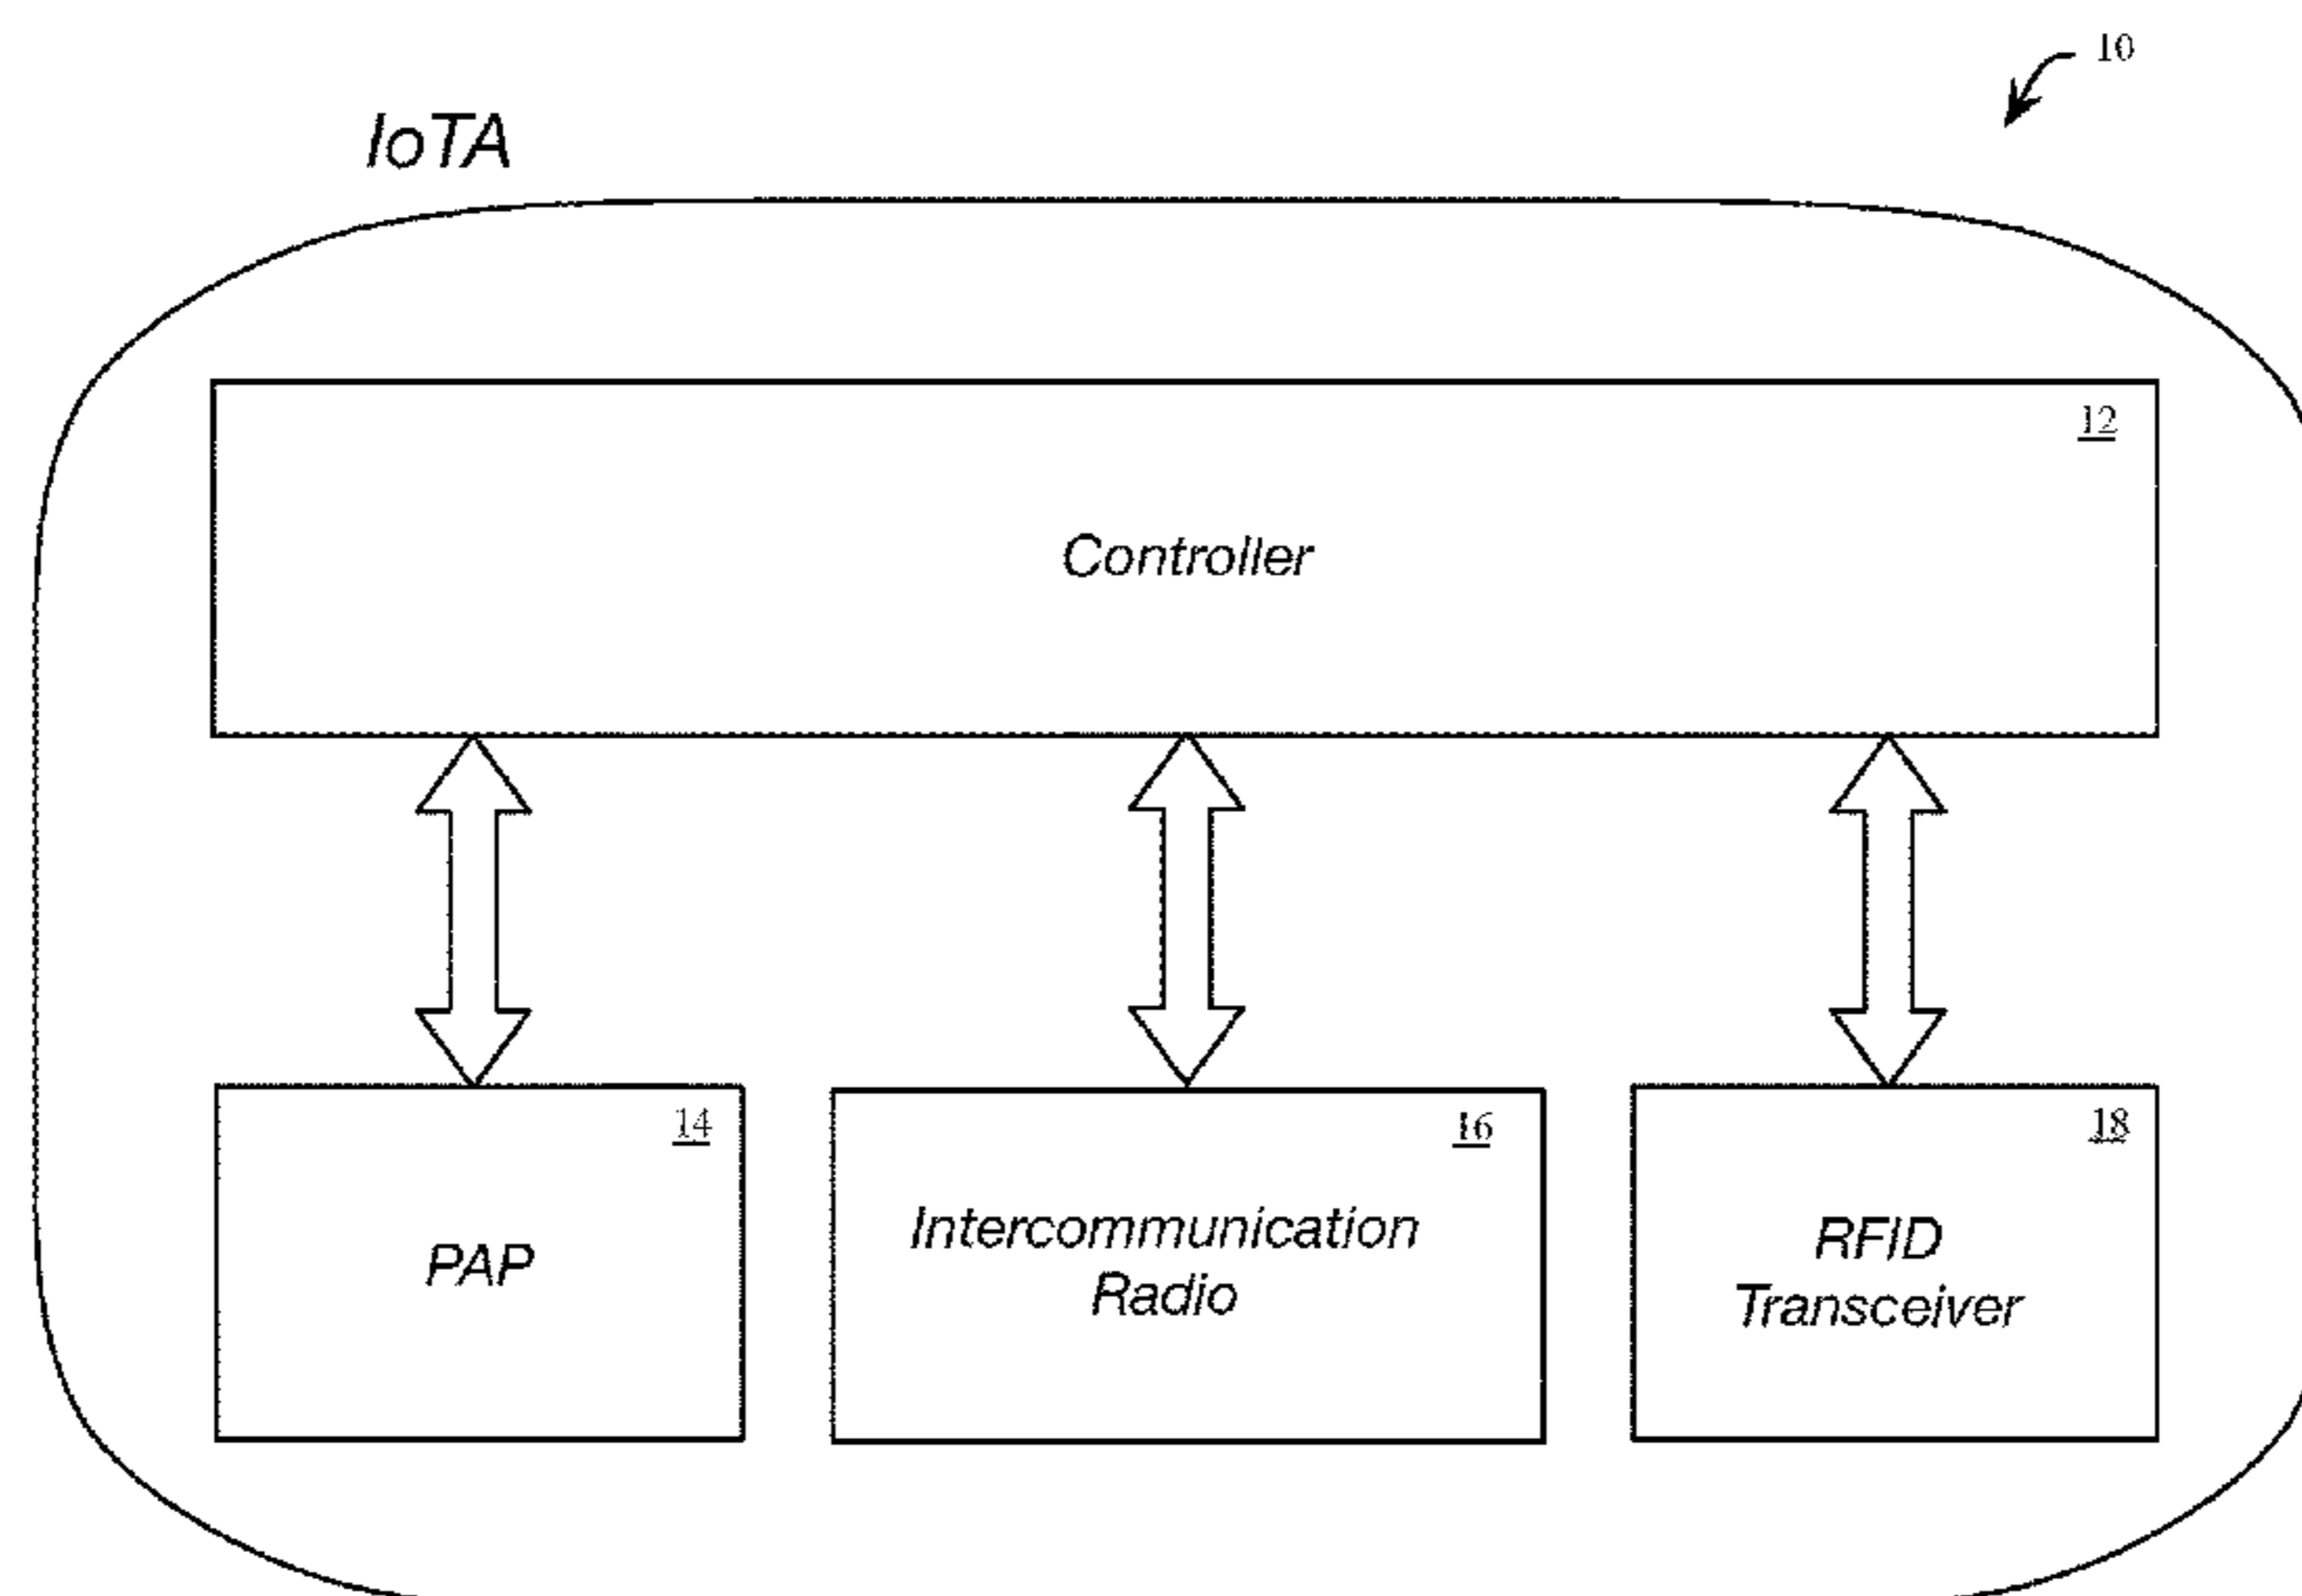 10
IoTA
12
Controller
14
PAP
16
Intercommunication
Radio
18
RFID
Transceiver